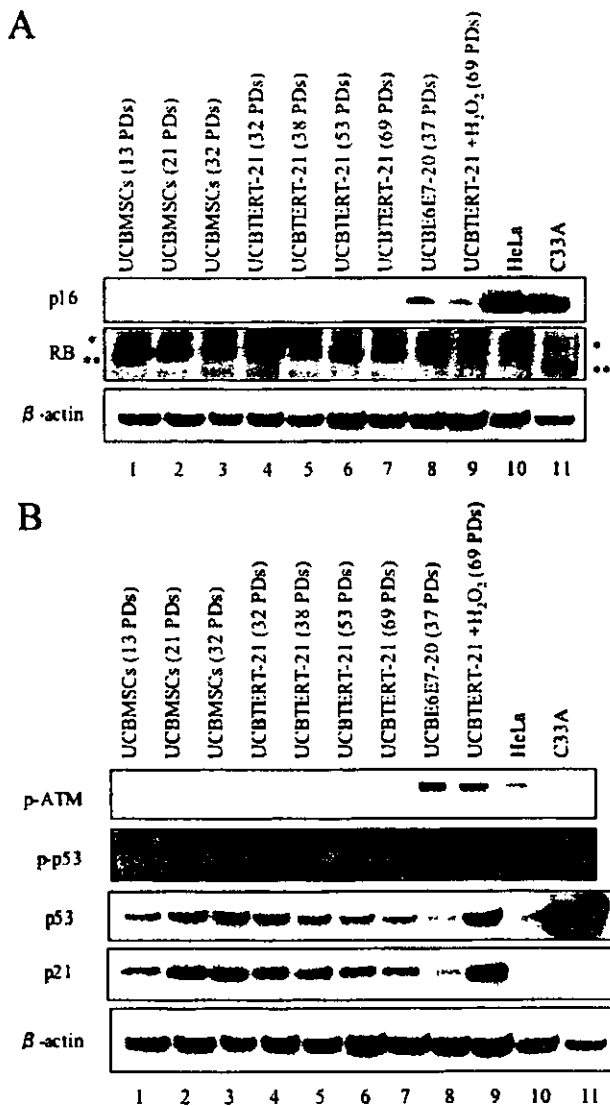 A
UCBMSCs (13 PDs)
UCBMSCs (21 PDs)
UCBMSCs (32 PDs)
UCBTERT-21 (32 PDs)
UCBTERT-21 (38 PDs)
UCBTERT-21 (53 PDs)
UCBTERT-21 (69 PDs)
UCBE6E7-20 (37 PDs)
UCBTERT-21 +H₂O₂ (69 PDs)
HeLa
C33A
p16
*
RB
**
*
**
β-actin
1 2 3 4 5 6 7 8 9 10 11
B
UCBMSCs (13 PDs)
UCBMSCs (21 PDs)
UCBMSCs (32 PDs)
UCBTERT-21 (32 PDs)
UCBTERT-21 (38 PDs)
UCBTERT-21 (53 PDs)
UCBTERT-21 (69 PDs)
UCBE6E7-20 (37 PDs)
UCBTERT-21 +H₂O₂ (69 PDs)
HeLa
C33A
p-ATM
p-p53
p53
p21
β-actin
1 2 3 4 5 6 7 8 9 10 11